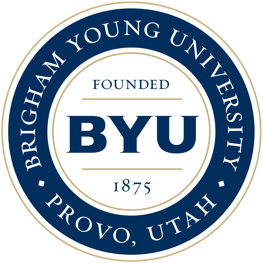 BRIGHAM YOUNG UNIVERSITY
FOUNDED
BYU
1875
PROVO, UTAH